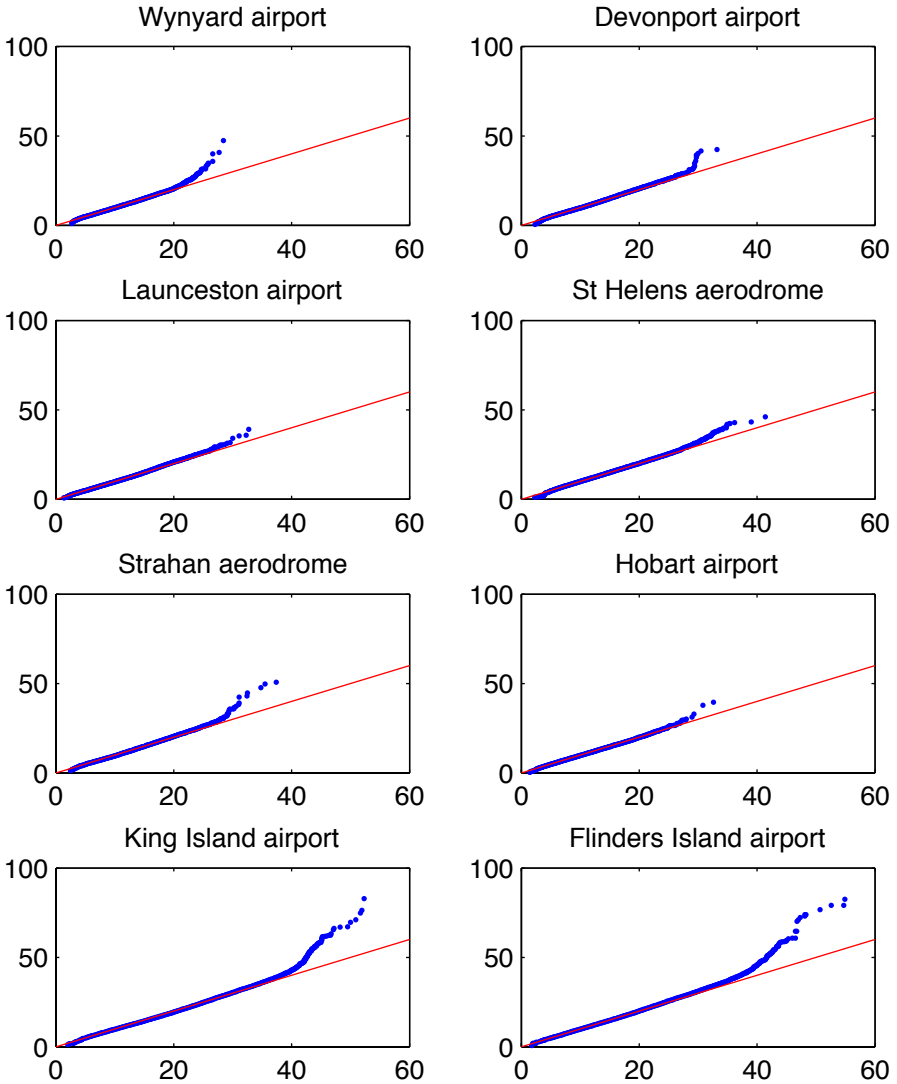 Wynyard airport
100
50
0
0 20 40 60
Devonport airport
100
50
0
0 20 40 60
Launceston airport
100
50
0
0 20 40 60
St Helens aerodrome
100
50
0
0 20 40 60
Strahan aerodrome
100
50
0
0 20 40 60
Hobart airport
100
50
0
0 20 40 60
King Island airport
100
50
0
0 20 40 60
Flinders Island airport
100
50
0
0 20 40 60